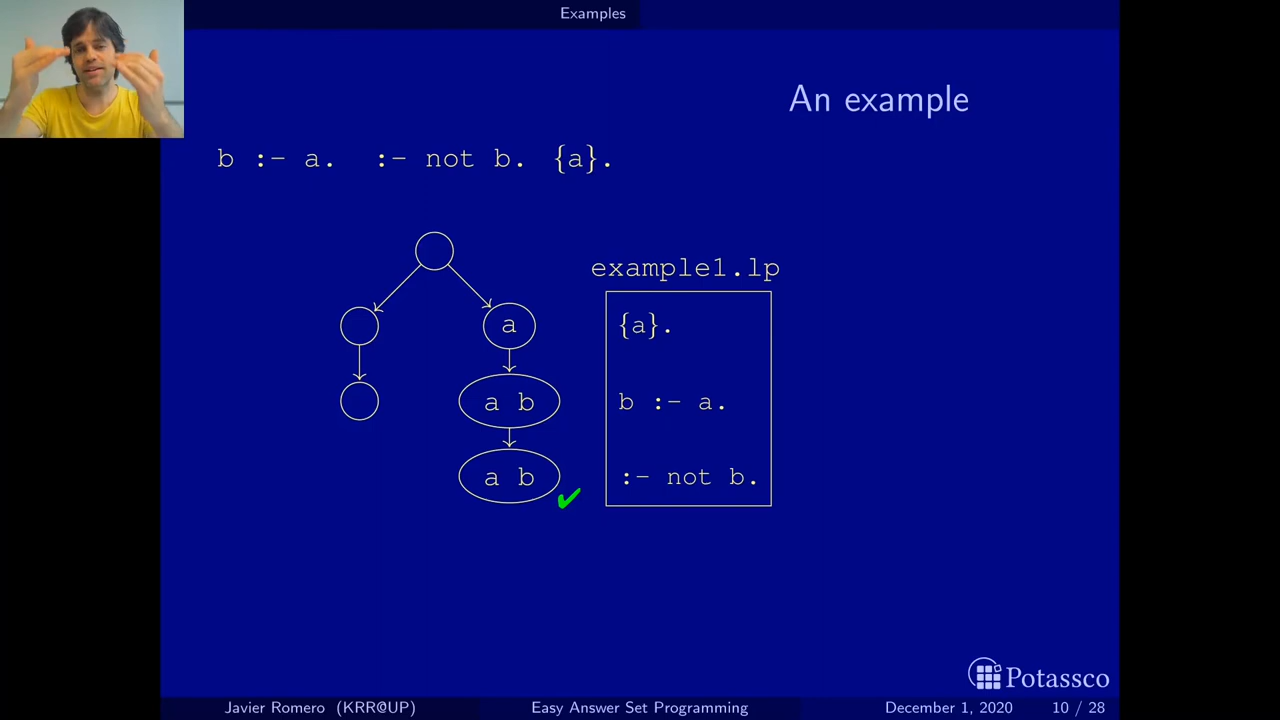 Examples
An example
b :- a. :- not b. {a}.
example1.lp
{a}.
a
b :- a.
a b
:- not b.
a b
Potassco
Javier Romero (KRR@UP) Easy Answer Set Programming December 1, 2020 10 / 28